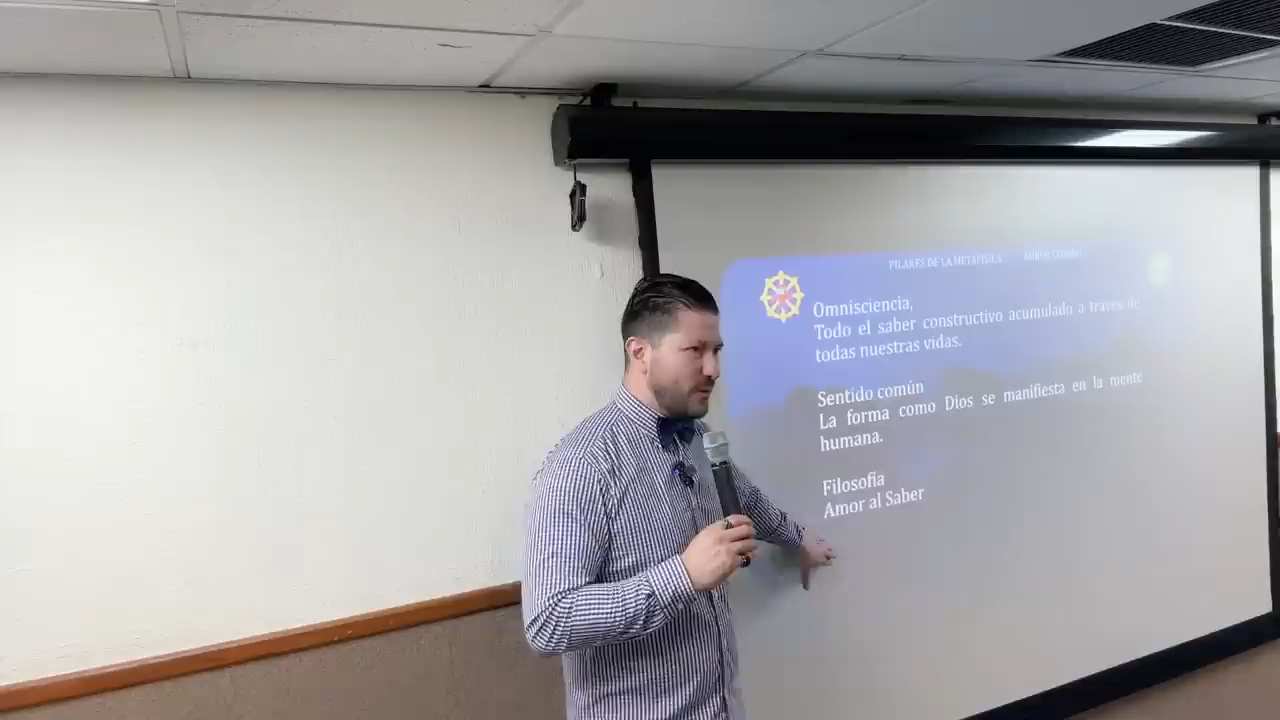 PILARES DE LA METAFÍSICA
Omnisciencia,
Todo el saber constructivo acumulado a través de
todas nuestras vidas.
Sentido común
La forma como Dios se manifiesta en la mente
humana.
Filosofía
Amor al Saber